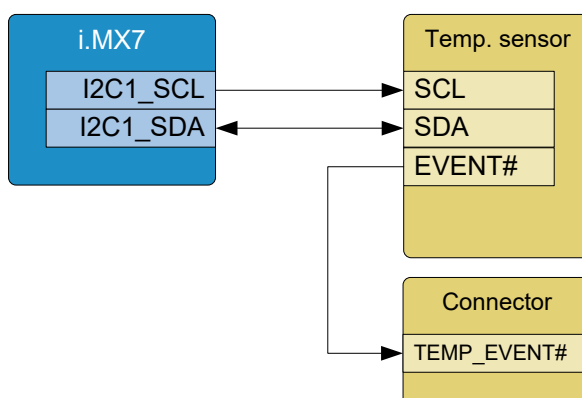 i.MX7
I2C1_SCL
I2C1_SDA
Temp. sensor
SCL
SDA
EVENT#
Connector
TEMP_EVENT#